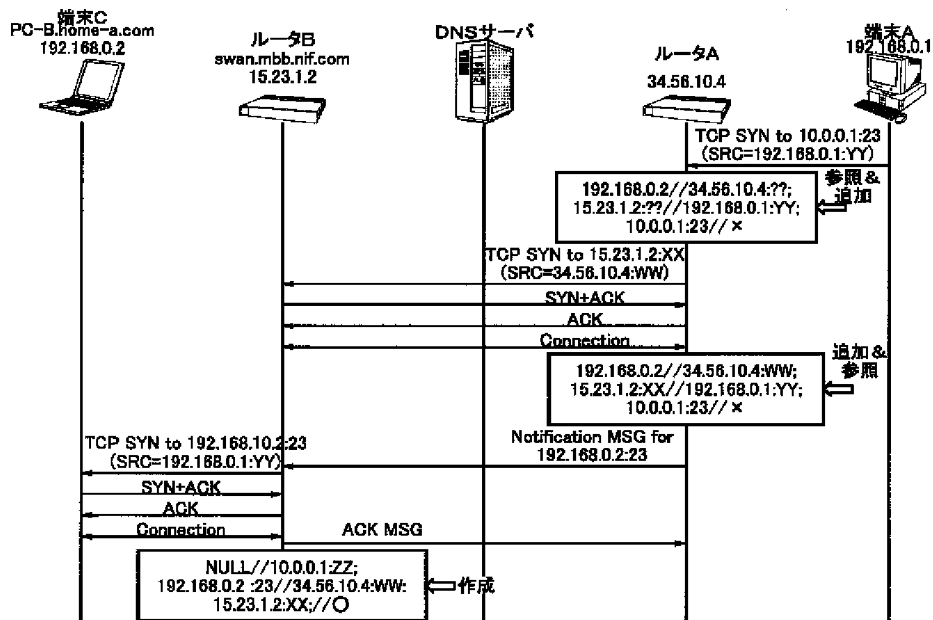 端末C
PC-B.home-a.com
192.168.0.2
ルータB
swan.mbb.nif.com
15.23.1.2
DNSサーバ
ルータA
34.56.10.4
端末A
192.168.0.1
TCP SYN to 10.0.0.1:23
(SRC=192.168.0.1:YY)
参照&
追加
192.168.0.2//34.56.10.4:??;
15.23.1.2:??//192.168.0.1:YY;
10.0.0.1:23//×
TCP SYN to 15.23.1.2:XX
(SRC=34.56.10.4:WW)
SYN+ACK
ACK
Connection
追加&
参照
192.168.0.2//34.56.10.4:WW;
15.23.1.2:XX//192.168.0.1:YY;
10.0.0.1:23//×
Notification MSG for
192.168.0.2:23
TCP SYN to 192.168.10.2:23
(SRC=192.168.0.1:YY)
SYN+ACK
ACK
Connection
ACK MSG
NULL//10.0.0.1:ZZ;
192.168.0.2 :23//34.56.10.4:WW:
15.23.1.2:XX;//○
作成